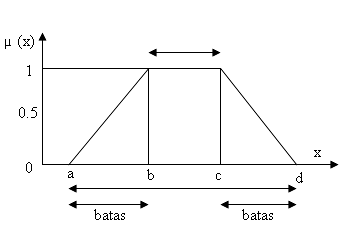 μ (x)
1
0.5
0
x
a b c d
batas batas